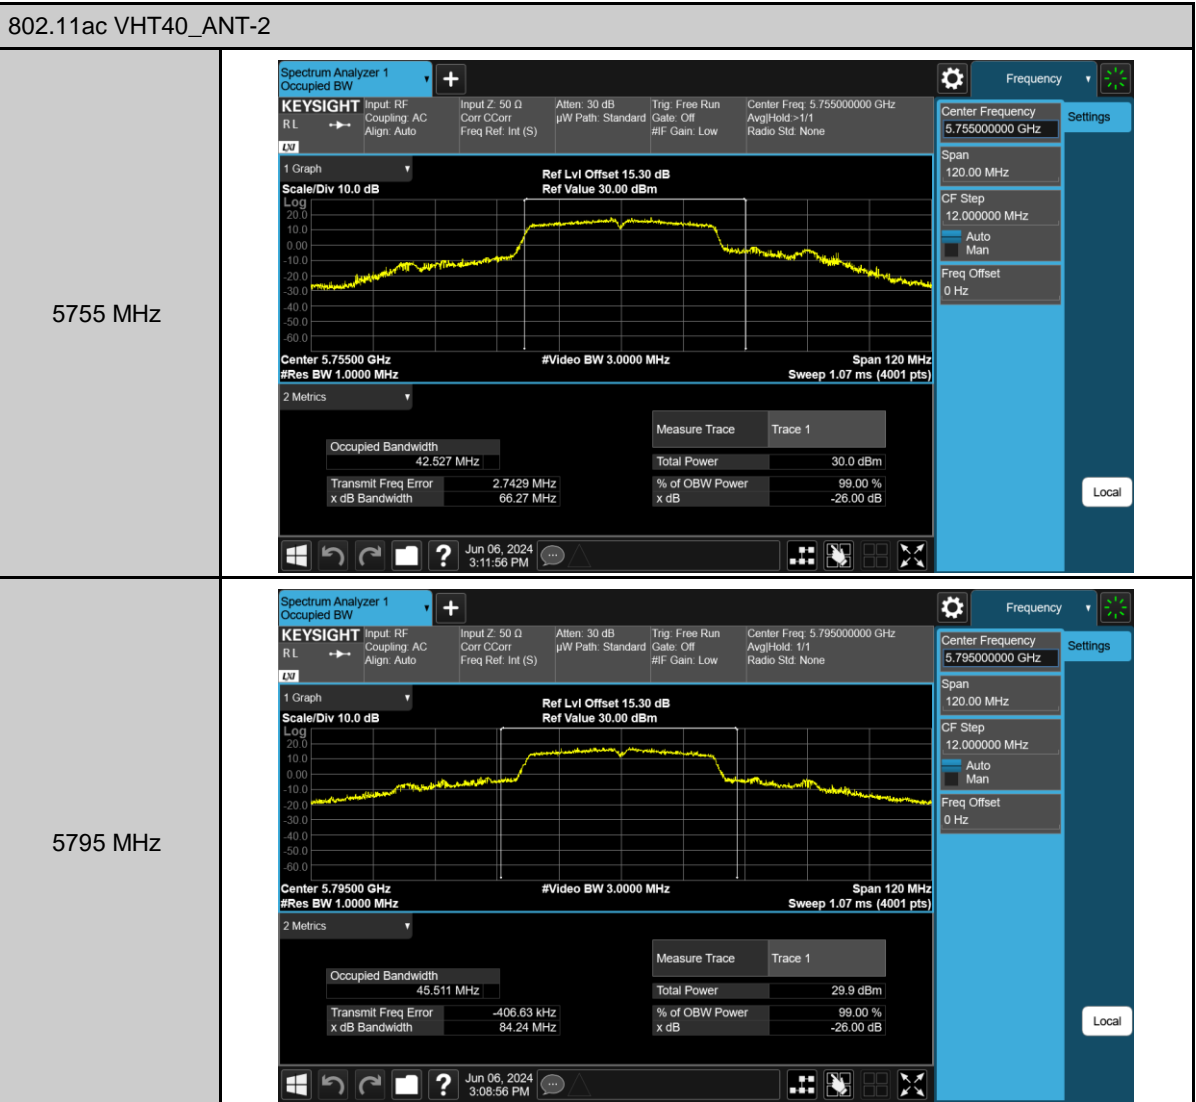 802.11ac VHT40_ANT-2
5755 MHz
Spectrum Analyzer 1
Occupied BW
Frequency
KEYSIGHT
RL
LXI
Input: RF
Coupling: AC
Align: Auto
Input Z: 50 Ω
Corr CCorr
Freq Ref: Int (S)
Atten: 30 dB
µW Path: Standard
Trig: Free Run
Gate: Off
#IF Gain: Low
Center Freq: 5.755000000 GHz
Avg|Hold:>1/1
Radio Std: None
Center Frequency
5.755000000 GHz
Settings
Span
120.00 MHz
CF Step
12.000000 MHz
Auto
Man
Freq Offset
0 Hz
Local
1 Graph
Scale/Div 10.0 dB
Ref Lvl Offset 15.30 dB
Ref Value 30.00 dBm
Log
20.0
10.0
0.00
-10.0
-20.0
-30.0
-40.0
-50.0
-60.0
Center 5.75500 GHz
#Video BW 3.0000 MHz
Span 120 MHz
#Res BW 1.0000 MHz
Sweep 1.07 ms (4001 pts)
2 Metrics
Measure Trace Trace 1
Occupied Bandwidth
42.527 MHz
Total Power 30.0 dBm
Transmit Freq Error 2.7429 MHz
% of OBW Power 99.00 %
x dB Bandwidth 66.27 MHz
x dB -26.00 dB
Jun 06, 2024
3:11:56 PM
5795 MHz
Spectrum Analyzer 1
Occupied BW
Frequency
KEYSIGHT
RL
LXI
Input: RF
Coupling: AC
Align: Auto
Input Z: 50 Ω
Corr CCorr
Freq Ref: Int (S)
Atten: 30 dB
µW Path: Standard
Trig: Free Run
Gate: Off
#IF Gain: Low
Center Freq: 5.795000000 GHz
Avg|Hold: 1/1
Radio Std: None
Center Frequency
5.795000000 GHz
Settings
Span
120.00 MHz
CF Step
12.000000 MHz
Auto
Man
Freq Offset
0 Hz
Local
1 Graph
Scale/Div 10.0 dB
Ref Lvl Offset 15.30 dB
Ref Value 30.00 dBm
Log
20.0
10.0
0.00
-10.0
-20.0
-30.0
-40.0
-50.0
-60.0
Center 5.79500 GHz
#Video BW 3.0000 MHz
Span 120 MHz
#Res BW 1.0000 MHz
Sweep 1.07 ms (4001 pts)
2 Metrics
Measure Trace Trace 1
Occupied Bandwidth
45.511 MHz
Total Power 29.9 dBm
Transmit Freq Error -406.63 kHz
% of OBW Power 99.00 %
x dB Bandwidth 84.24 MHz
x dB -26.00 dB
Jun 06, 2024
3:08:56 PM